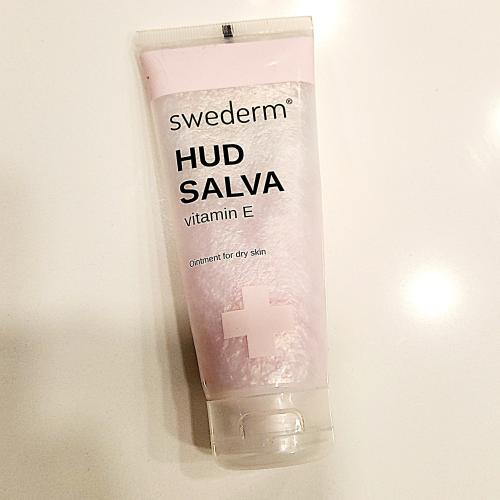 swederm®
HUD
SALVA
vitamin E
Ointment for dry skin